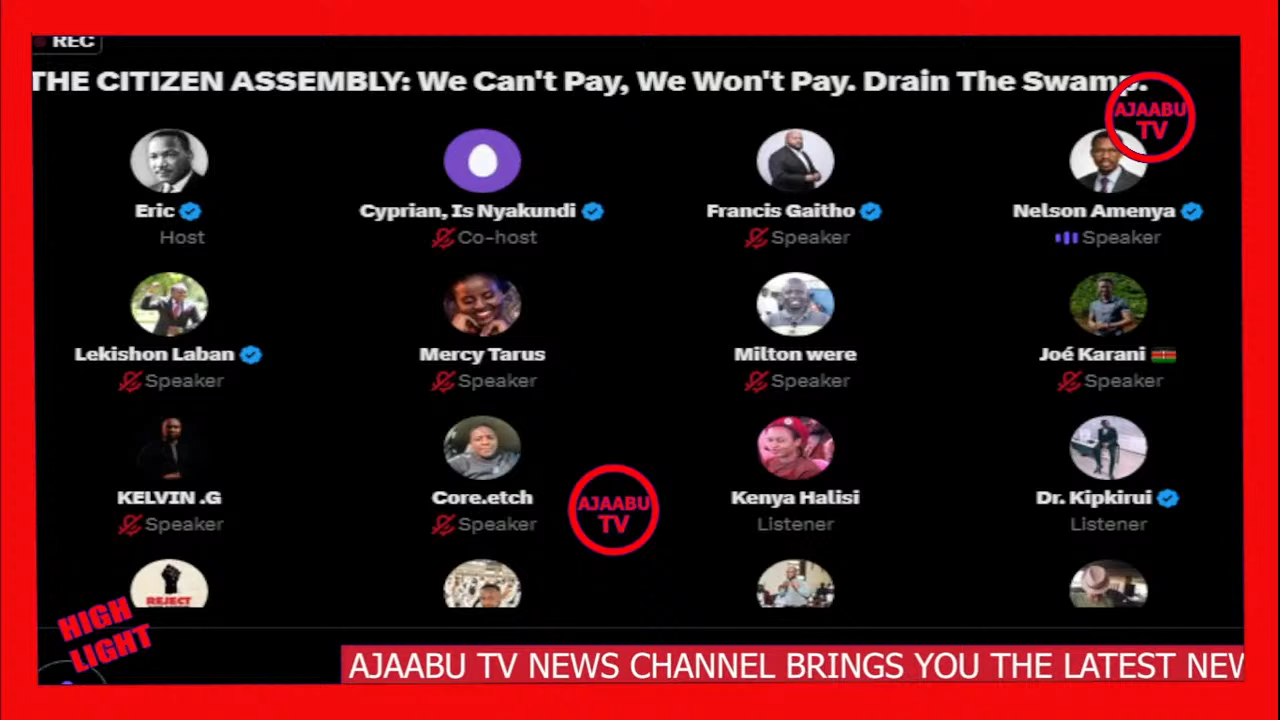 REC
THE CITIZEN ASSEMBLY: We Can't Pay, We Won't Pay. Drain The Swamp.
AJAABU
TV
Eric
Cyprian, Is Nyakundi
Francis Gaitho
Nelson Amenya
Host
Co-host
Speaker
Speaker
Lekishon Laban
Mercy Tarus
Milton were
Joé Karani
Speaker
Speaker
Speaker
Speaker
KELVIN .G
Core.etch
Kenya Halisi
Dr. Kipkirui
Speaker
Speaker
Listener
Listener
AJAABU
TV
REJECT
HIGH
LIGHT
AJAABU TV NEWS CHANNEL BRINGS YOU THE LATEST NEW